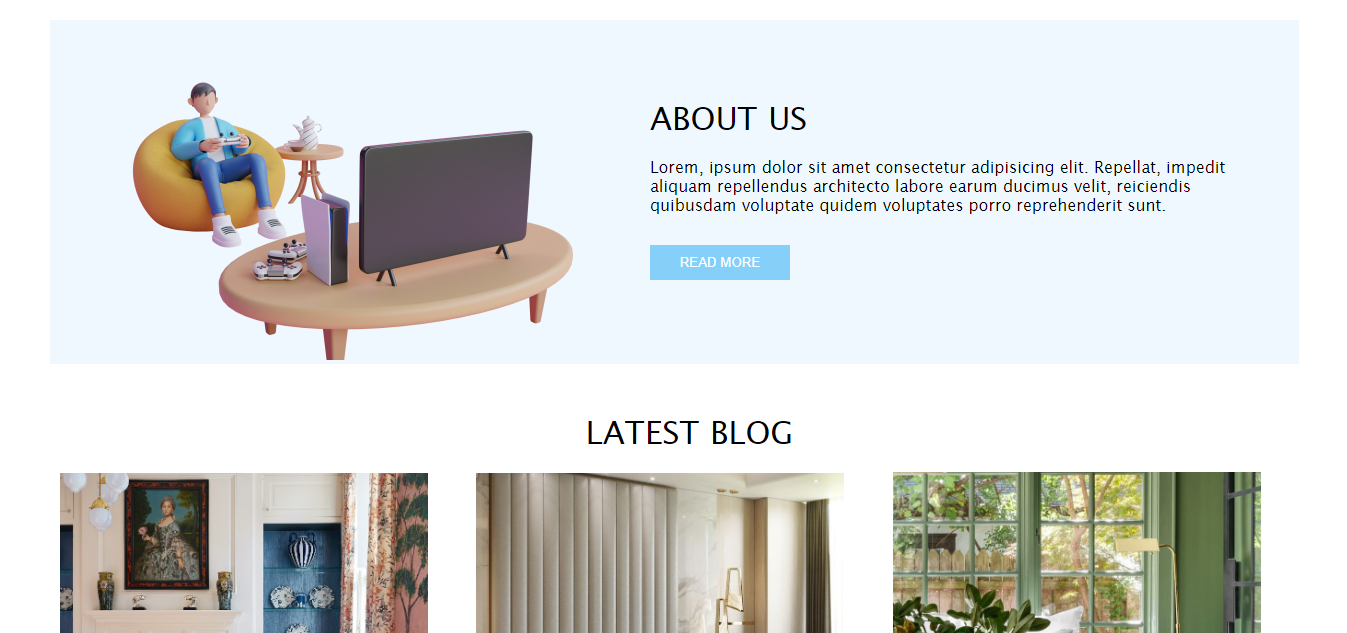 ABOUT US
Lorem, ipsum dolor sit amet consectetur adipisicing elit. Repellat, impedit
aliquam repellendus architecto labore earum ducimus velit, reiciendis
quibusdam voluptate quidem voluptates porro reprehenderit sunt.
READ MORE
LATEST BLOG